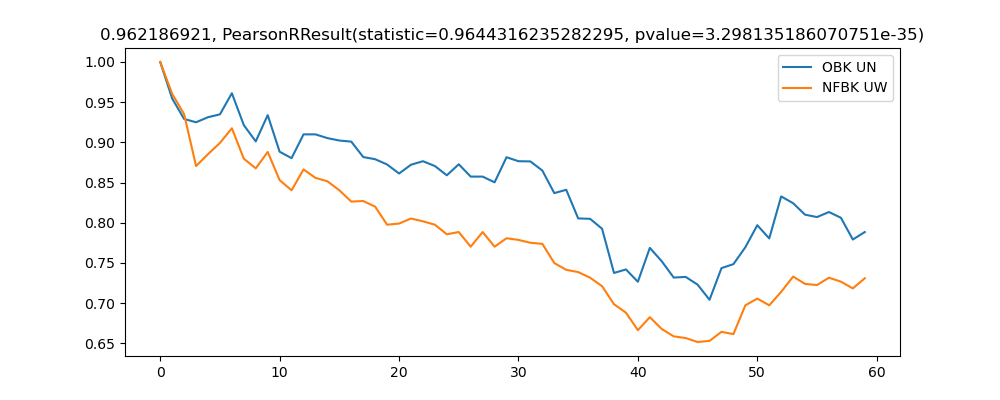 0.962186921, PearsonRResult(statistic=0.9644316235282295, pvalue=3.298135186070751e-35)
OBK UN
NFBK UW
1.00
0.95
0.90
0.85
0.80
0.75
0.70
0.65
0 10 20 30 40 50 60